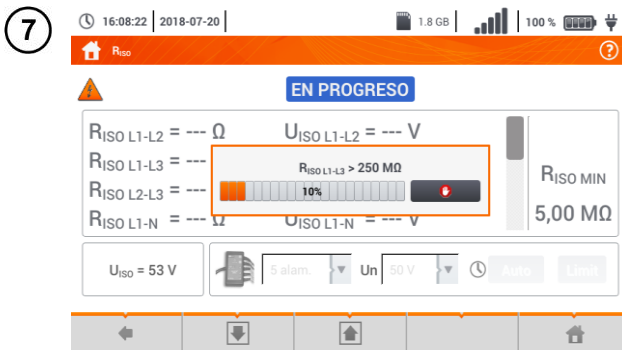 7
16:08:22 2018-07-20 1.8 GB 100 %
RISO ?
EN PROGRESO
RISO L1-L2 = --- Ω UISO L1-L2 = --- V
RISO L1-L3 = ---
RISO L1-L3 > 250 MΩ
10%
RISO L2-L3 = ---
RISO L1-N = --- Ω UISO L1-N = --- V
RISO MIN
5,00 MΩ
UISO = 53 V 5 alam. Un 50 V Auto Limit